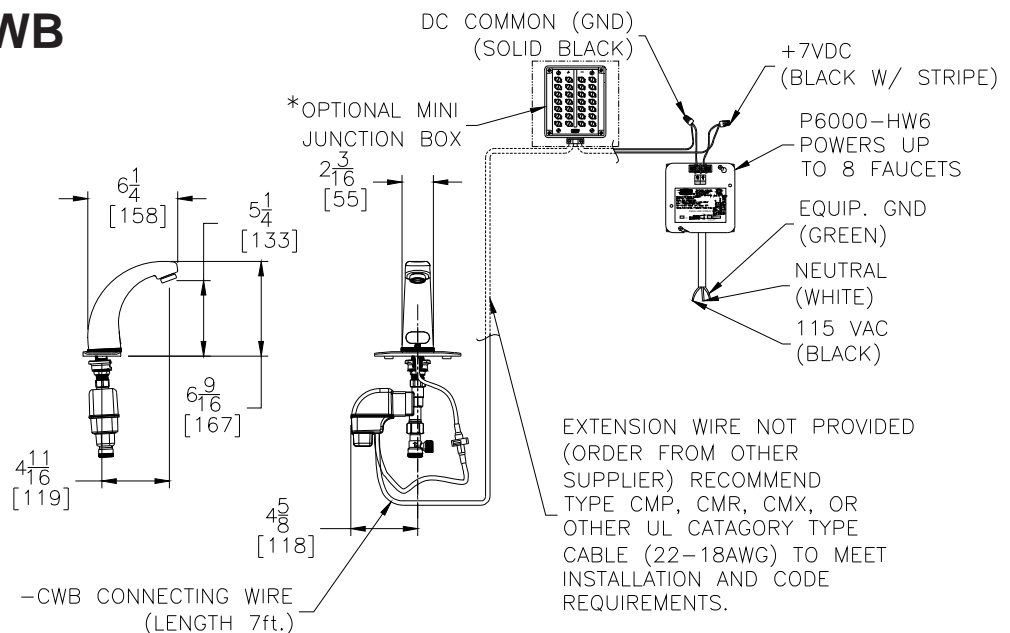 WB
DC COMMON (GND)
(SOLID BLACK)
+7VDC
(BLACK W/ STRIPE)
*OPTIONAL MINI
JUNCTION BOX
P6000-HW6
POWERS UP
TO 8 FAUCETS
EQUIP. GND
(GREEN)
NEUTRAL
(WHITE)
115 VAC
(BLACK)
6 1/4
[158]
5 1/4
[133]
2 3/16
[55]
6 9/16
[167]
4 11/16
[119]
4 5/8
[118]
EXTENSION WIRE NOT PROVIDED
(ORDER FROM OTHER
SUPPLIER) RECOMMEND
TYPE CMP, CMR, CMX, OR
OTHER UL CATAGORY TYPE
CABLE (22-18AWG) TO MEET
INSTALLATION AND CODE
REQUIREMENTS.
-CWB CONNECTING WIRE
(LENGTH 7ft.)